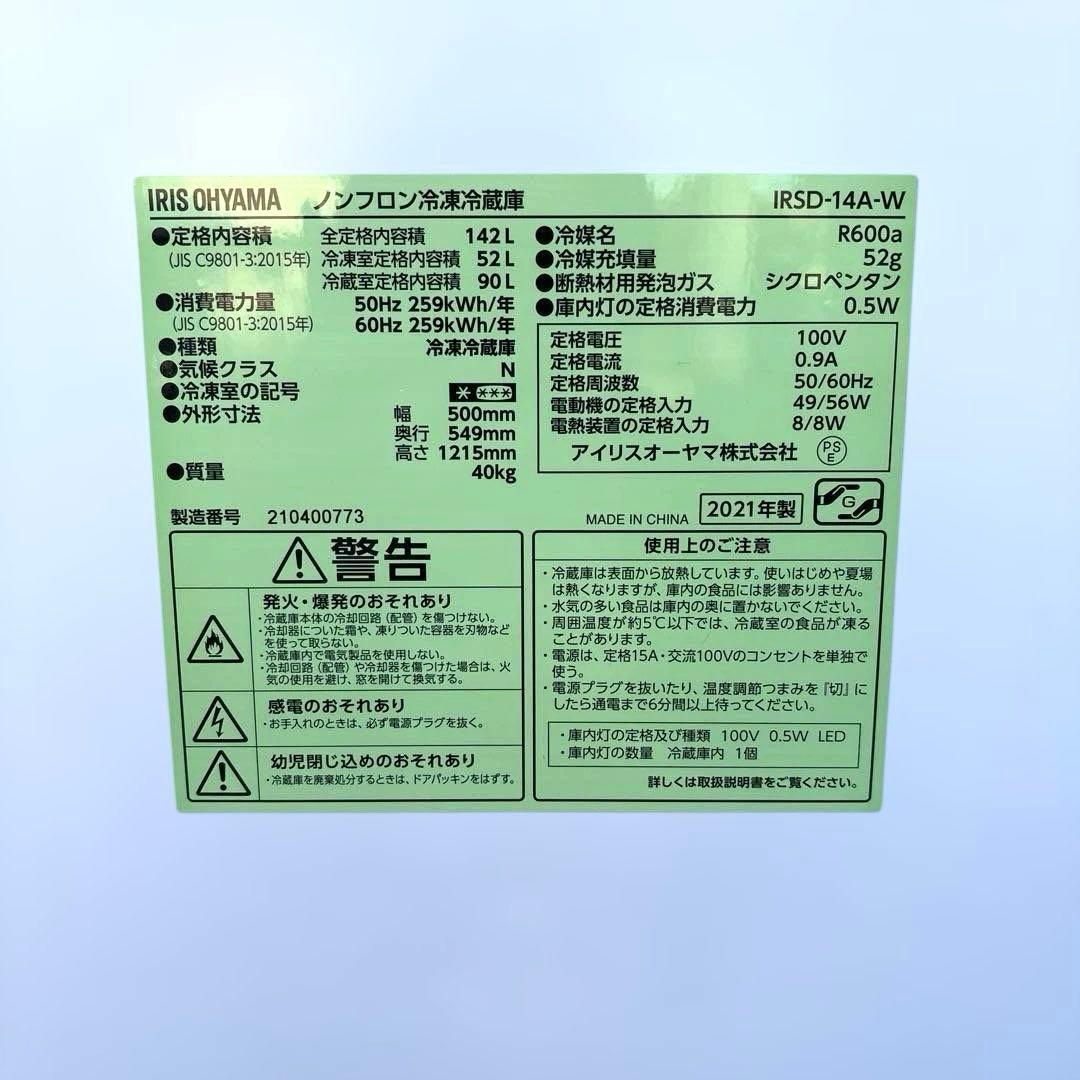 IRIS OHYAMA ノンフロン冷凍冷蔵庫 IRSD-14A-W
●定格内容積 全定格内容積 142L
(JIS C9801-3:2015年) 冷凍室定格内容積 52L
冷蔵室定格内容積 90L
●消費電力量 50Hz 259kWh/年
(JIS C9801-3:2015年) 60Hz 259kWh/年
●種類 冷凍冷蔵庫
●気候クラス N
●冷凍室の記号 * ***
●外形寸法 幅 500mm
奥行 549mm
高さ 1215mm
●質量 40kg
●冷媒名 R600a
●冷媒充填量 52g
●断熱材用発泡ガス シクロペンタン
●庫内灯の定格消費電力 0.5W
定格電圧 100V
定格電流 0.9A
定格周波数 50/60Hz
電動機の定格入力 49/56W
電熱装置の定格入力 8/8W
アイリスオーヤマ株式会社 PSE
製造番号 210400773
MADE IN CHINA 2021年製 G
警告
発火・爆発のおそれあり
・冷蔵庫本体の冷却回路（配管）を傷つけない。
・冷却器についた霜や、凍りついた容器を刃物など
を使って取らない。
・冷蔵庫内で電気製品を使用しない。
・冷却回路（配管）や冷却器を傷つけた場合は、火
気の使用を避け、窓を開けて換気する。
感電のおそれあり
・お手入れのときは、必ず電源プラグを抜く。
幼児閉じ込めのおそれあり
・冷蔵庫を廃棄処分するときは、ドアパッキンをはずす。
使用上のご注意
・冷蔵庫は表面から放熱しています。使いはじめや夏場
は熱くなりますが、庫内の食品には影響ありません。
・水気の多い食品は庫内の奥に置かないでください。
・周囲温度が約5℃以下では、冷蔵室の食品が凍る
ことがあります。
・電源は、定格15A・交流100Vのコンセントを単独で
使う。
・電源プラグを抜いたり、温度調節つまみを『切』に
したら通電まで6分間以上待ってください。
・庫内灯の定格及び種類 100V 0.5W LED
・庫内灯の数量 冷蔵庫内 1個
詳しくは取扱説明書をご覧ください。